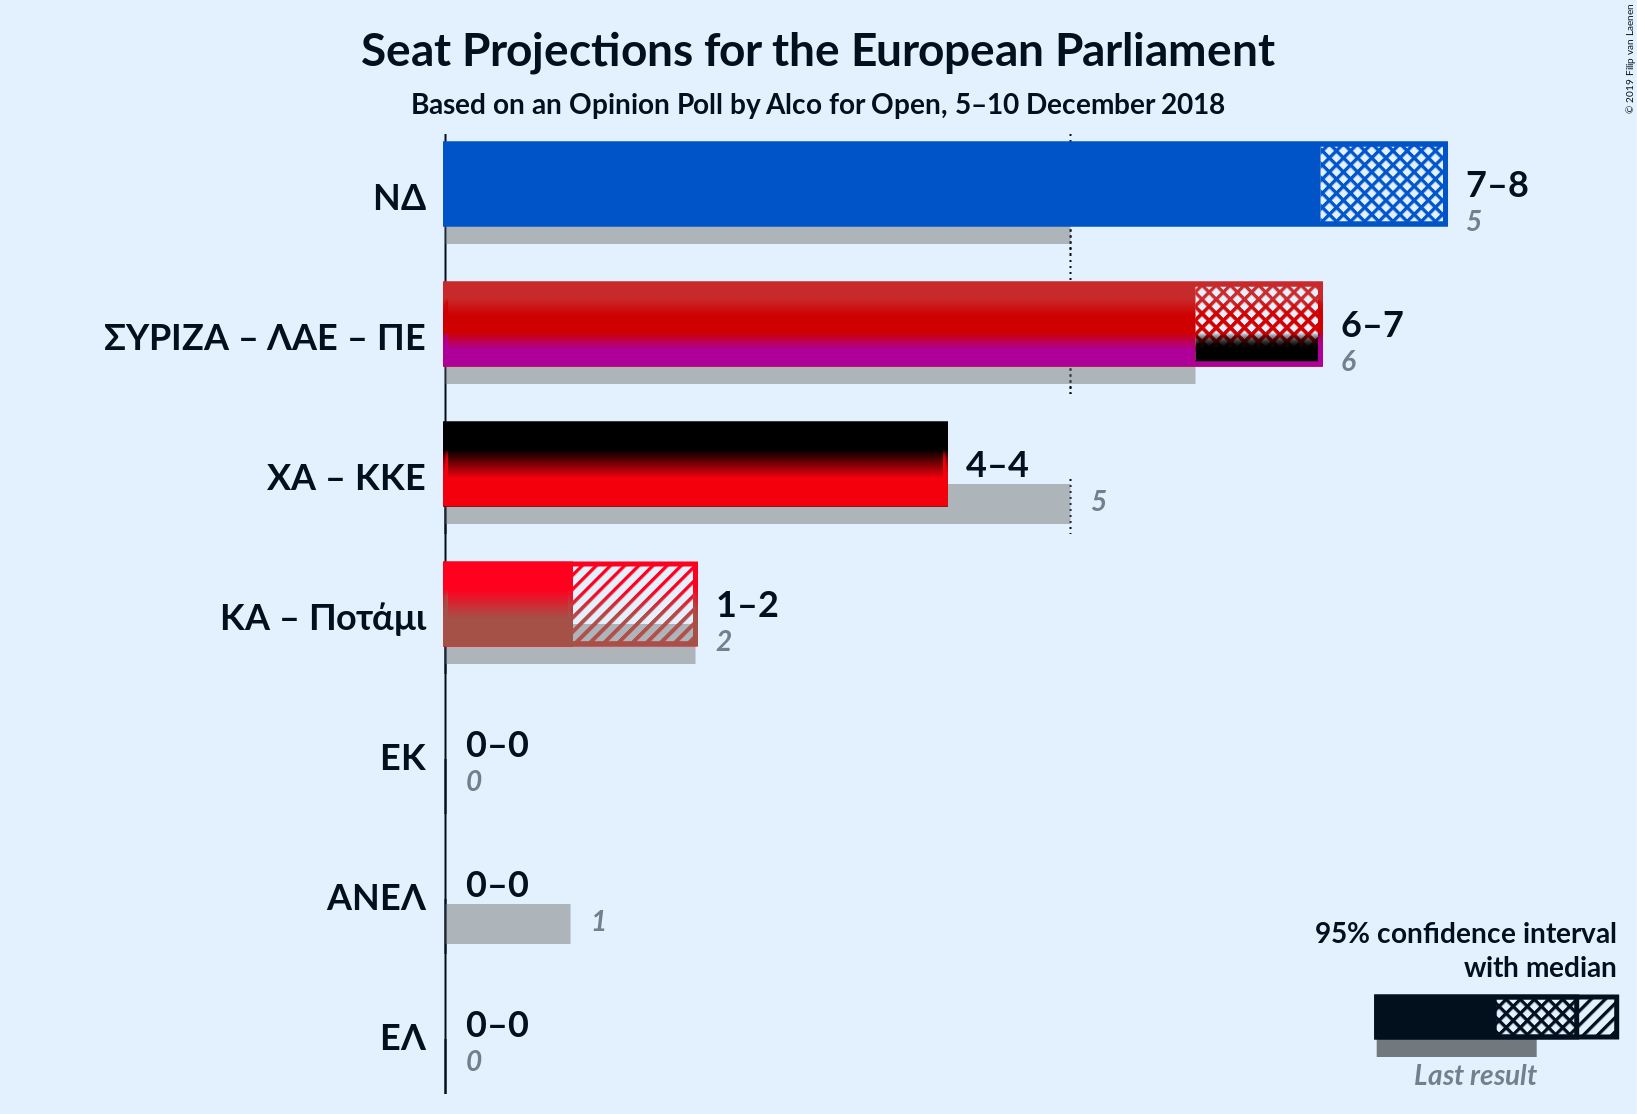 Seat Projections for the European Parliament
Based on an Opinion Poll by Alco for Open, 5–10 December 2018
© 2019 Filip van Laenen
ΝΔ
7–8
5
ΣΥΡΙΖΑ – ΛΑΕ – ΠΕ
6–7
6
ΧΑ – ΚΚΕ
4–4
5
ΚΑ – Ποτάμι
1–2
2
ΕΚ
0–0
0
ΑΝΕΛ
0–0
1
ΕΛ
0–0
0
95% confidence interval
with median
Last result